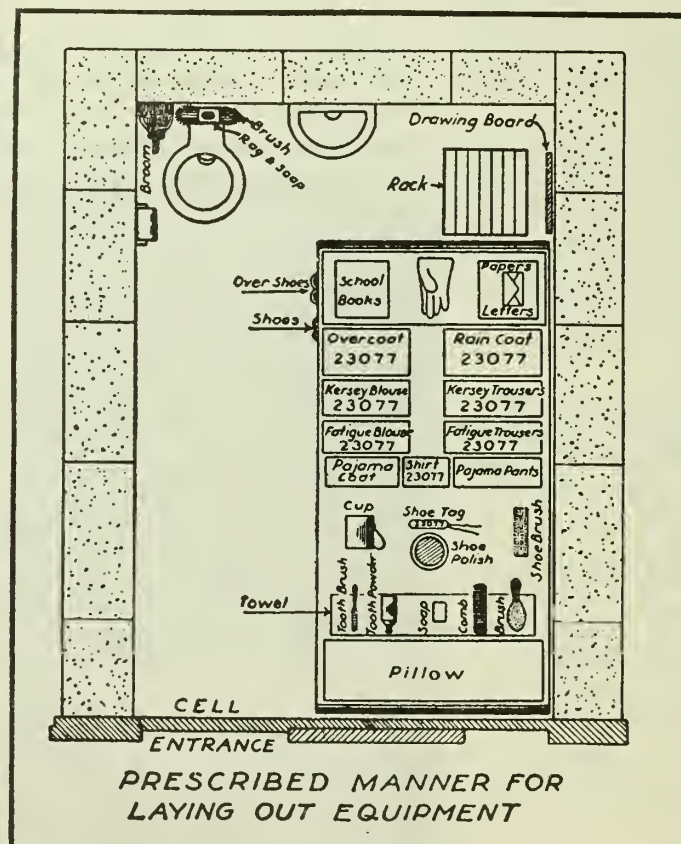 Drawing Board
Brush
Rag & Soap
Broom
Rack
Over Shoes
School
Books
Papers
Letters
Shoes
Overcoat
23077
Rain Coat
23077
Kersey Blouse
23077
Kersey Trousers
23077
Fatigue Blouse
23077
Fatigue Trousers
23077
Pajama
Coat
Shirt
23077
Pajama Pants
Cup
Shoe Tag
23077
Shoe
Polish
Shoe Brush
Towel
Tooth Brush
Tooth Powder
Soap
Comb
Brush
Pillow
CELL
ENTRANCE
PRESCRIBED MANNER FOR
LAYING OUT EQUIPMENT